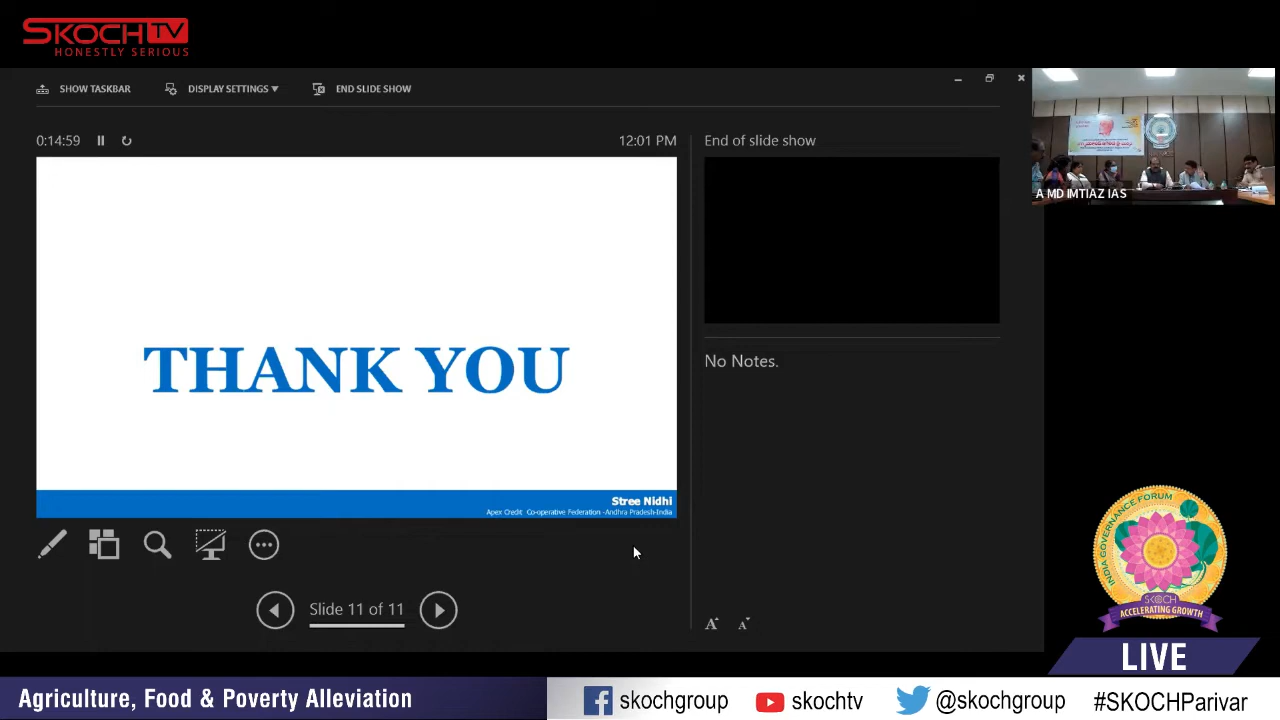 SKOCH TV
HONESTLY SERIOUS
SHOW TASKBAR
DISPLAY SETTINGS ▾
END SLIDE SHOW
0:14:59
12:01 PM
End of slide show
THANK YOU
Stree Nidhi
Apex Credit Co-operative Federation -Andhra Pradesh-India
No Notes.
Slide 11 of 11
A A
A MD IMTIAZ IAS
INDIA GOVERNANCE FORUM
SKOCH
ACCELERATING GROWTH
LIVE
Agriculture, Food & Poverty Alleviation
skochgroup
skochtv
@skochgroup
#SKOCHParivar